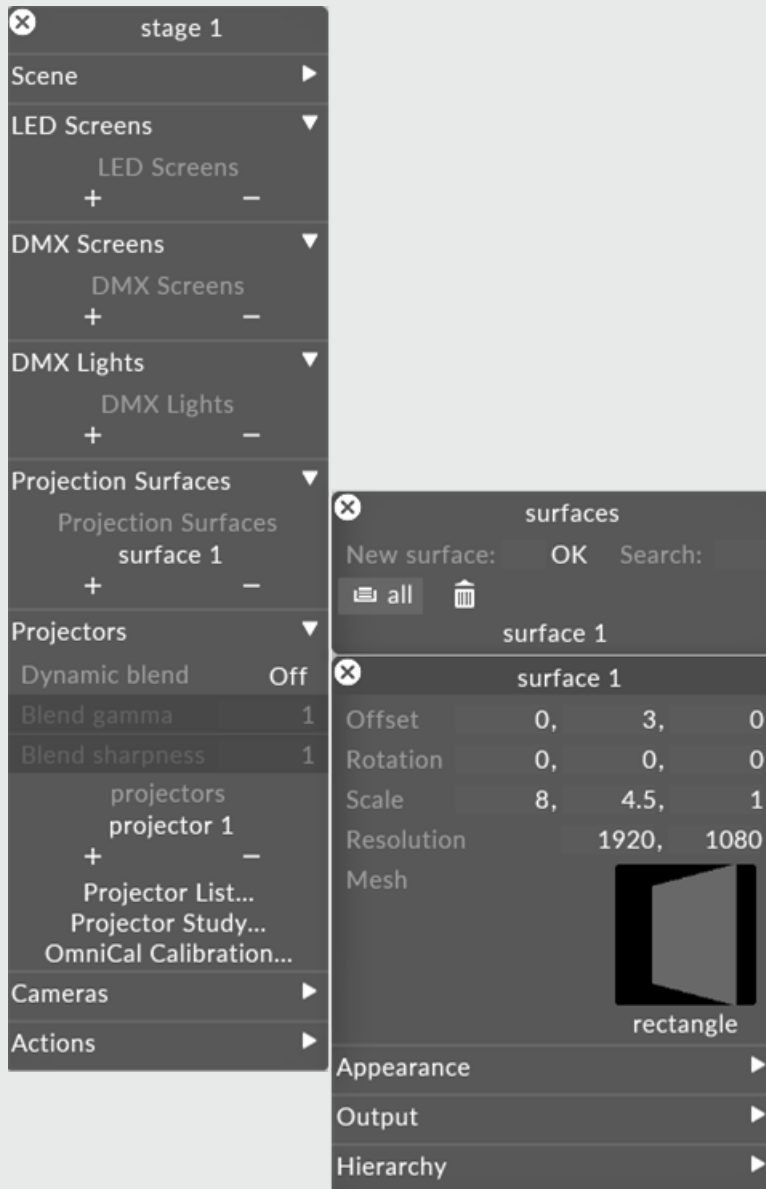 stage 1
Scene
LED Screens
LED Screens
+ −
DMX Screens
DMX Screens
+ −
DMX Lights
DMX Lights
+ −
Projection Surfaces
Projection Surfaces
surface 1
+ −
Projectors
Dynamic blend Off
Blend gamma 1
Blend sharpness 1
projectors
projector 1
+ −
Projector List...
Projector Study...
OmniCal Calibration...
Cameras
Actions
surfaces
New surface: OK Search:
all
surface 1
surface 1
Offset 0, 3, 0
Rotation 0, 0, 0
Scale 8, 4.5, 1
Resolution 1920, 1080
Mesh
rectangle
Appearance
Output
Hierarchy